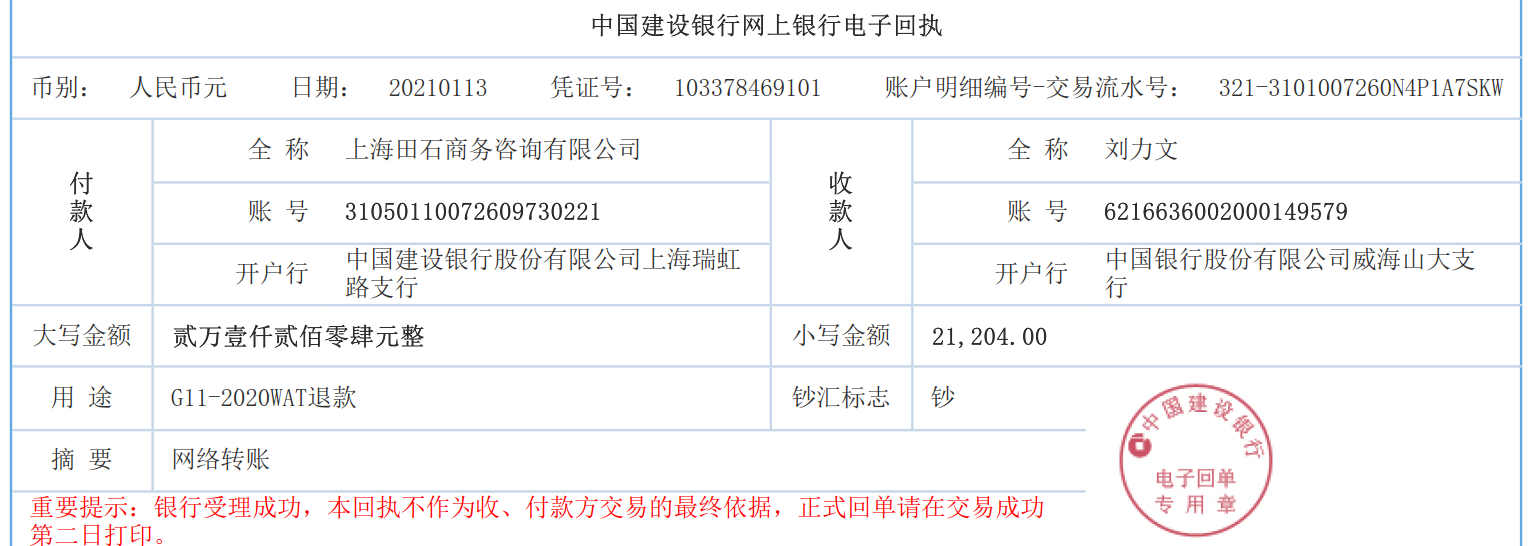 中国建设银行网上银行电子回执
币别： 人民币元 日期： 20210113 凭证号： 103378469101 账户明细编号-交易流水号： 321-3101007260N4P1A7SKW
付款人
全 称 上海田石商务咨询有限公司
账 号 31050110072609730221
开户行 中国建设银行股份有限公司上海瑞虹
路支行
收款人
全 称 刘力文
账 号 6216636002000149579
开户行 中国银行股份有限公司威海山大支
行
大写金额 贰万壹仟贰佰零肆元整 小写金额 21,204.00
用 途 G11-2020WAT退款 钞汇标志 钞
摘 要 网络转账
中国建设银行
电子回单
专用章
重要提示：银行受理成功，本回执不作为收、付款方交易的最终依据，正式回单请在交易成功
第二日打印。